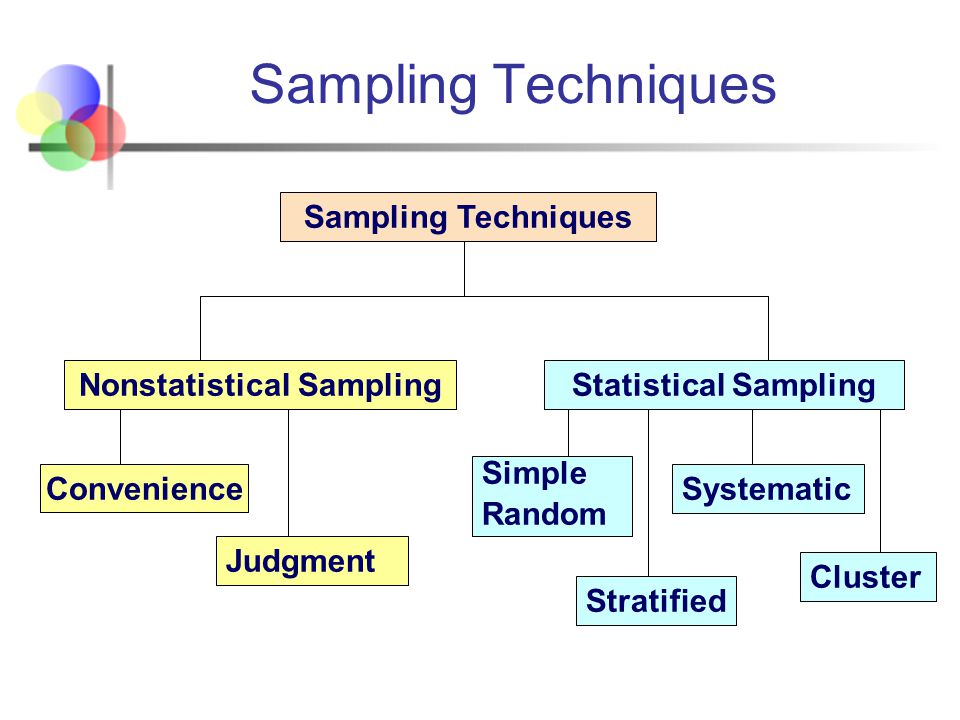 Sampling Techniques
Sampling Techniques
Nonstatistical Sampling
Statistical Sampling
Convenience
Judgment
Simple
Random
Stratified
Systematic
Cluster